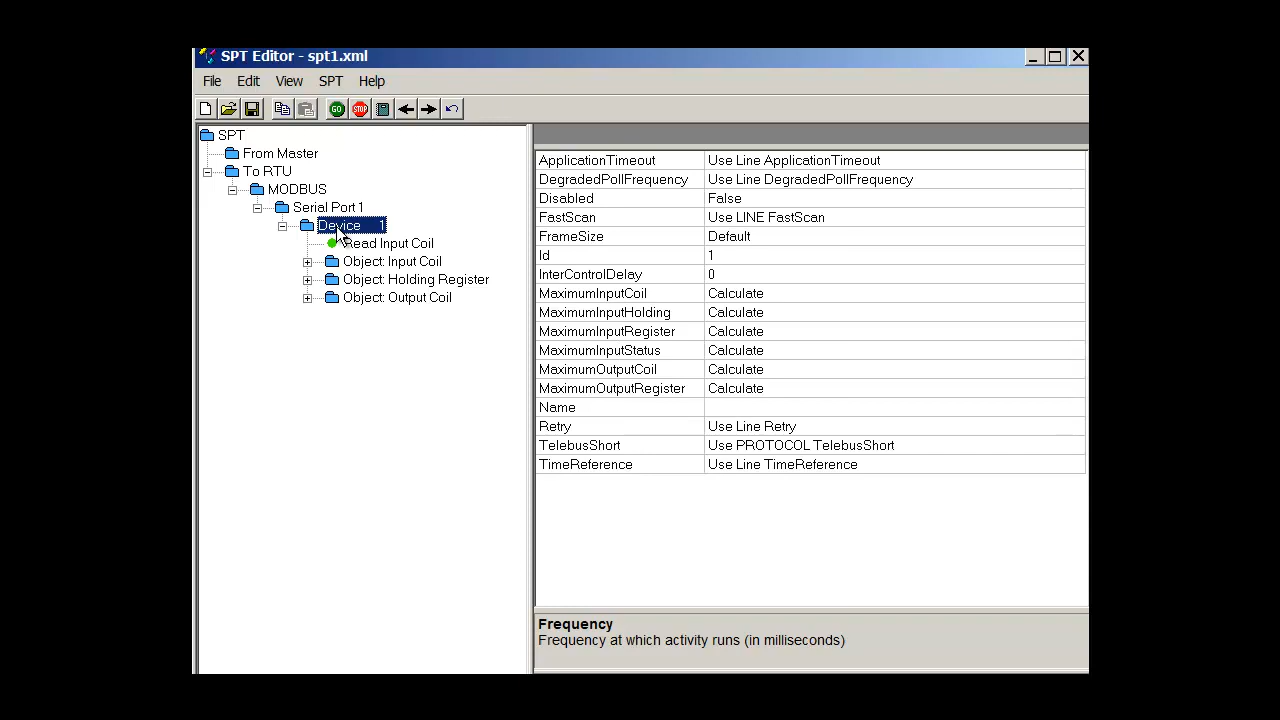 SPT Editor - spt1.xml
File Edit View SPT Help
GO STOP
SPT
From Master
To RTU
MODBUS
Serial Port 1
Device 1
Read Input Coil
Object: Input Coil
Object: Holding Register
Object: Output Coil
ApplicationTimeout Use Line ApplicationTimeout
DegradedPollFrequency Use Line DegradedPollFrequency
Disabled False
FastScan Use LINE FastScan
FrameSize Default
Id 1
InterControlDelay 0
MaximumInputCoil Calculate
MaximumInputHolding Calculate
MaximumInputRegister Calculate
MaximumInputStatus Calculate
MaximumOutputCoil Calculate
MaximumOutputRegister Calculate
Name
Retry Use Line Retry
TelebusShort Use PROTOCOL TelebusShort
TimeReference Use Line TimeReference
Frequency
Frequency at which activity runs (in milliseconds)